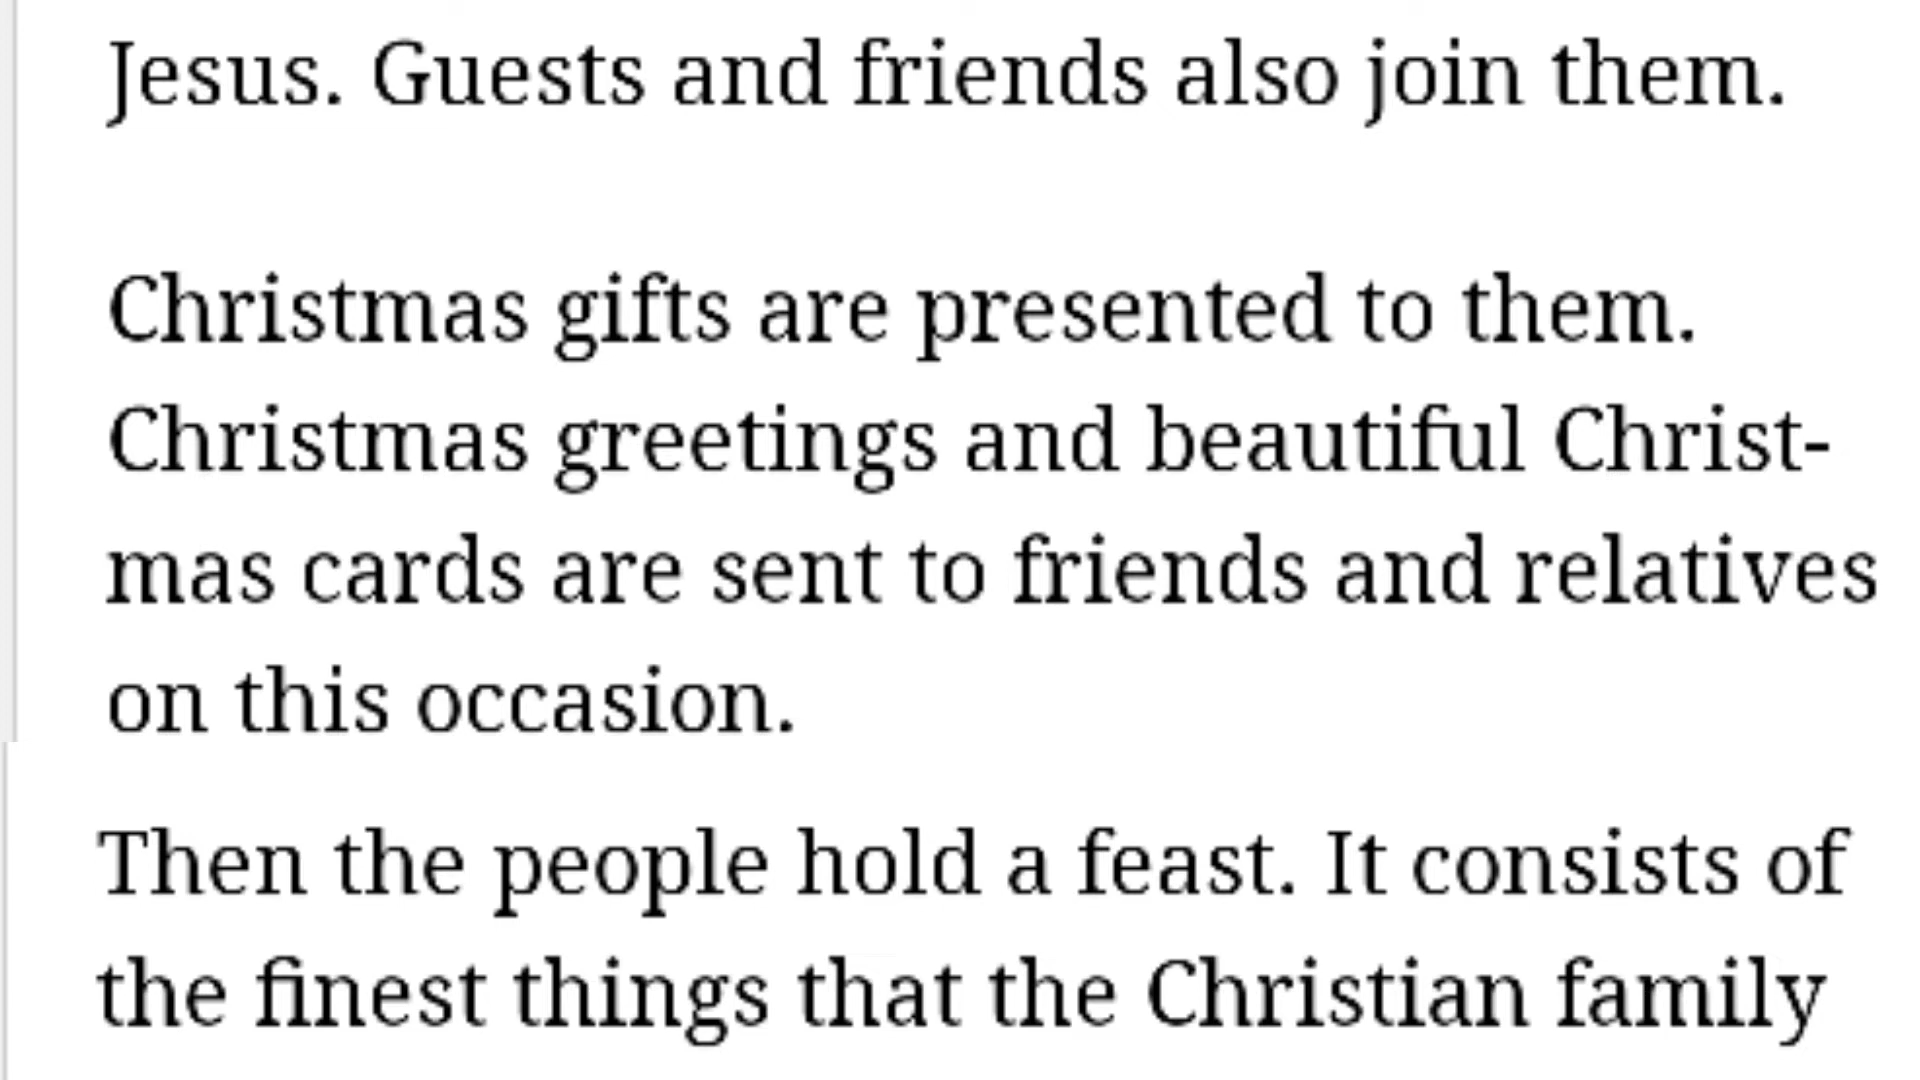 Jesus. Guests and friends also join them.
Christmas gifts are presented to them.
Christmas greetings and beautiful Christ-
mas cards are sent to friends and relatives
on this occasion.
Then the people hold a feast. It consists of
the finest things that the Christian family